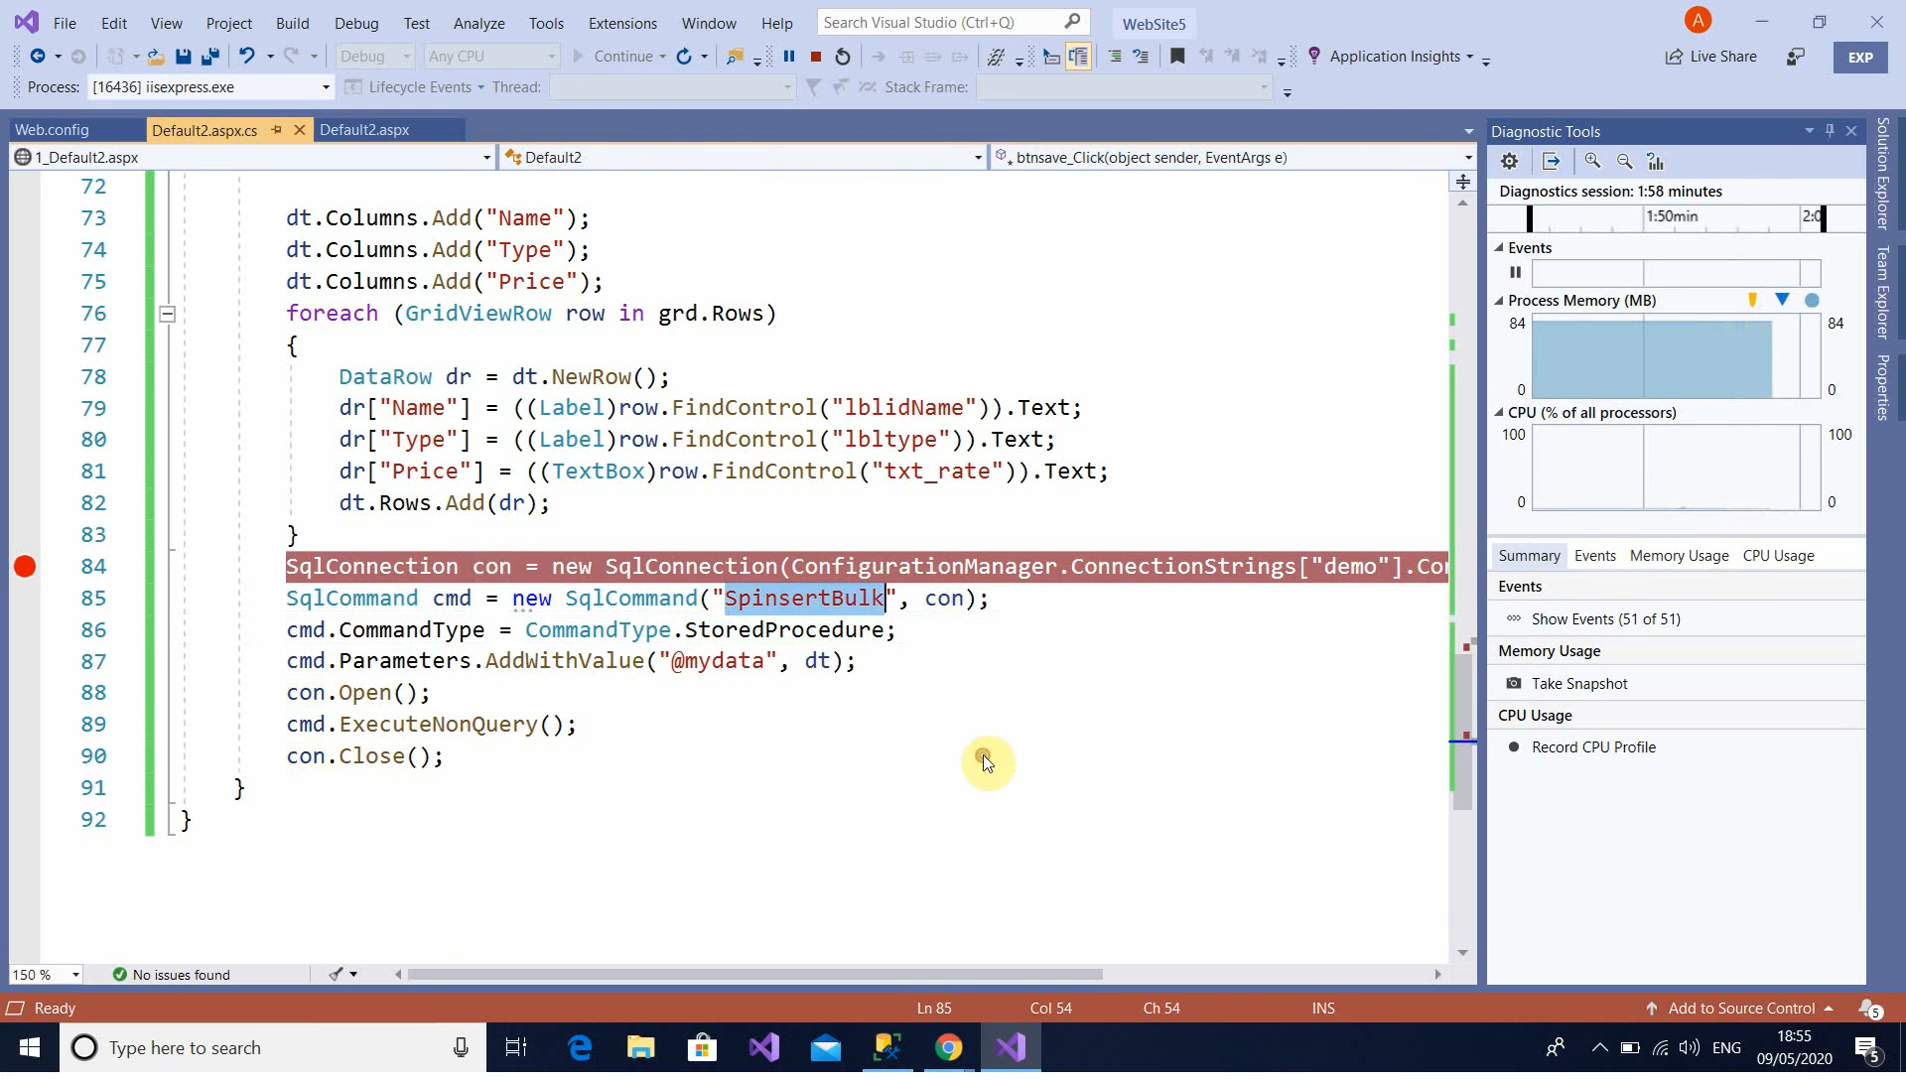 File Edit View Project Build Debug Test Analyze Tools Extensions Window Help Search Visual Studio (Ctrl+Q) WebSite5 A
Debug Any CPU Continue Application Insights Live Share EXP
Process: [16436] iisexpress.exe Lifecycle Events Thread: Stack Frame:
Web.config Default2.aspx.cs Default2.aspx
1_Default2.aspx Default2 btnsave_Click(object sender, EventArgs e)
72
73 dt.Columns.Add("Name");
74 dt.Columns.Add("Type");
75 dt.Columns.Add("Price");
76 foreach (GridViewRow row in grd.Rows)
77 {
78 DataRow dr = dt.NewRow();
79 dr["Name"] = ((Label)row.FindControl("lblidName")).Text;
80 dr["Type"] = ((Label)row.FindControl("lbltype")).Text;
81 dr["Price"] = ((TextBox)row.FindControl("txt_rate")).Text;
82 dt.Rows.Add(dr);
83 }
84 SqlConnection con = new SqlConnection(ConfigurationManager.ConnectionStrings["demo"].Con
85 SqlCommand cmd = new SqlCommand("SpinsertBulk", con);
86 cmd.CommandType = CommandType.StoredProcedure;
87 cmd.Parameters.AddWithValue("@mydata", dt);
88 con.Open();
89 cmd.ExecuteNonQuery();
90 con.Close();
91 }
92 }
150 % No issues found
Diagnostic Tools
Diagnostics session: 1:58 minutes
1:50min 2:0
Events
Process Memory (MB)
84 84
0 0
CPU (% of all processors)
100 100
0 0
Summary Events Memory Usage CPU Usage
Events
Show Events (51 of 51)
Memory Usage
Take Snapshot
CPU Usage
Record CPU Profile
Solution Explorer
Team Explorer
Properties
Ready Ln 85 Col 54 Ch 54 INS Add to Source Control 5
Type here to search ENG 18:55
09/05/2020 5